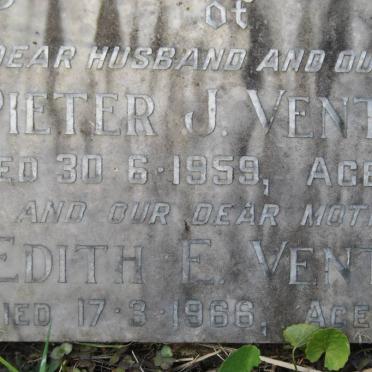 of
DEAR HUSBAND AND OU
PIETER J. VENT
IED 30·6·1959, AGE
AND OUR DEAR MOT
EDITH E. VENT
DIED 17·3·1966, AGE